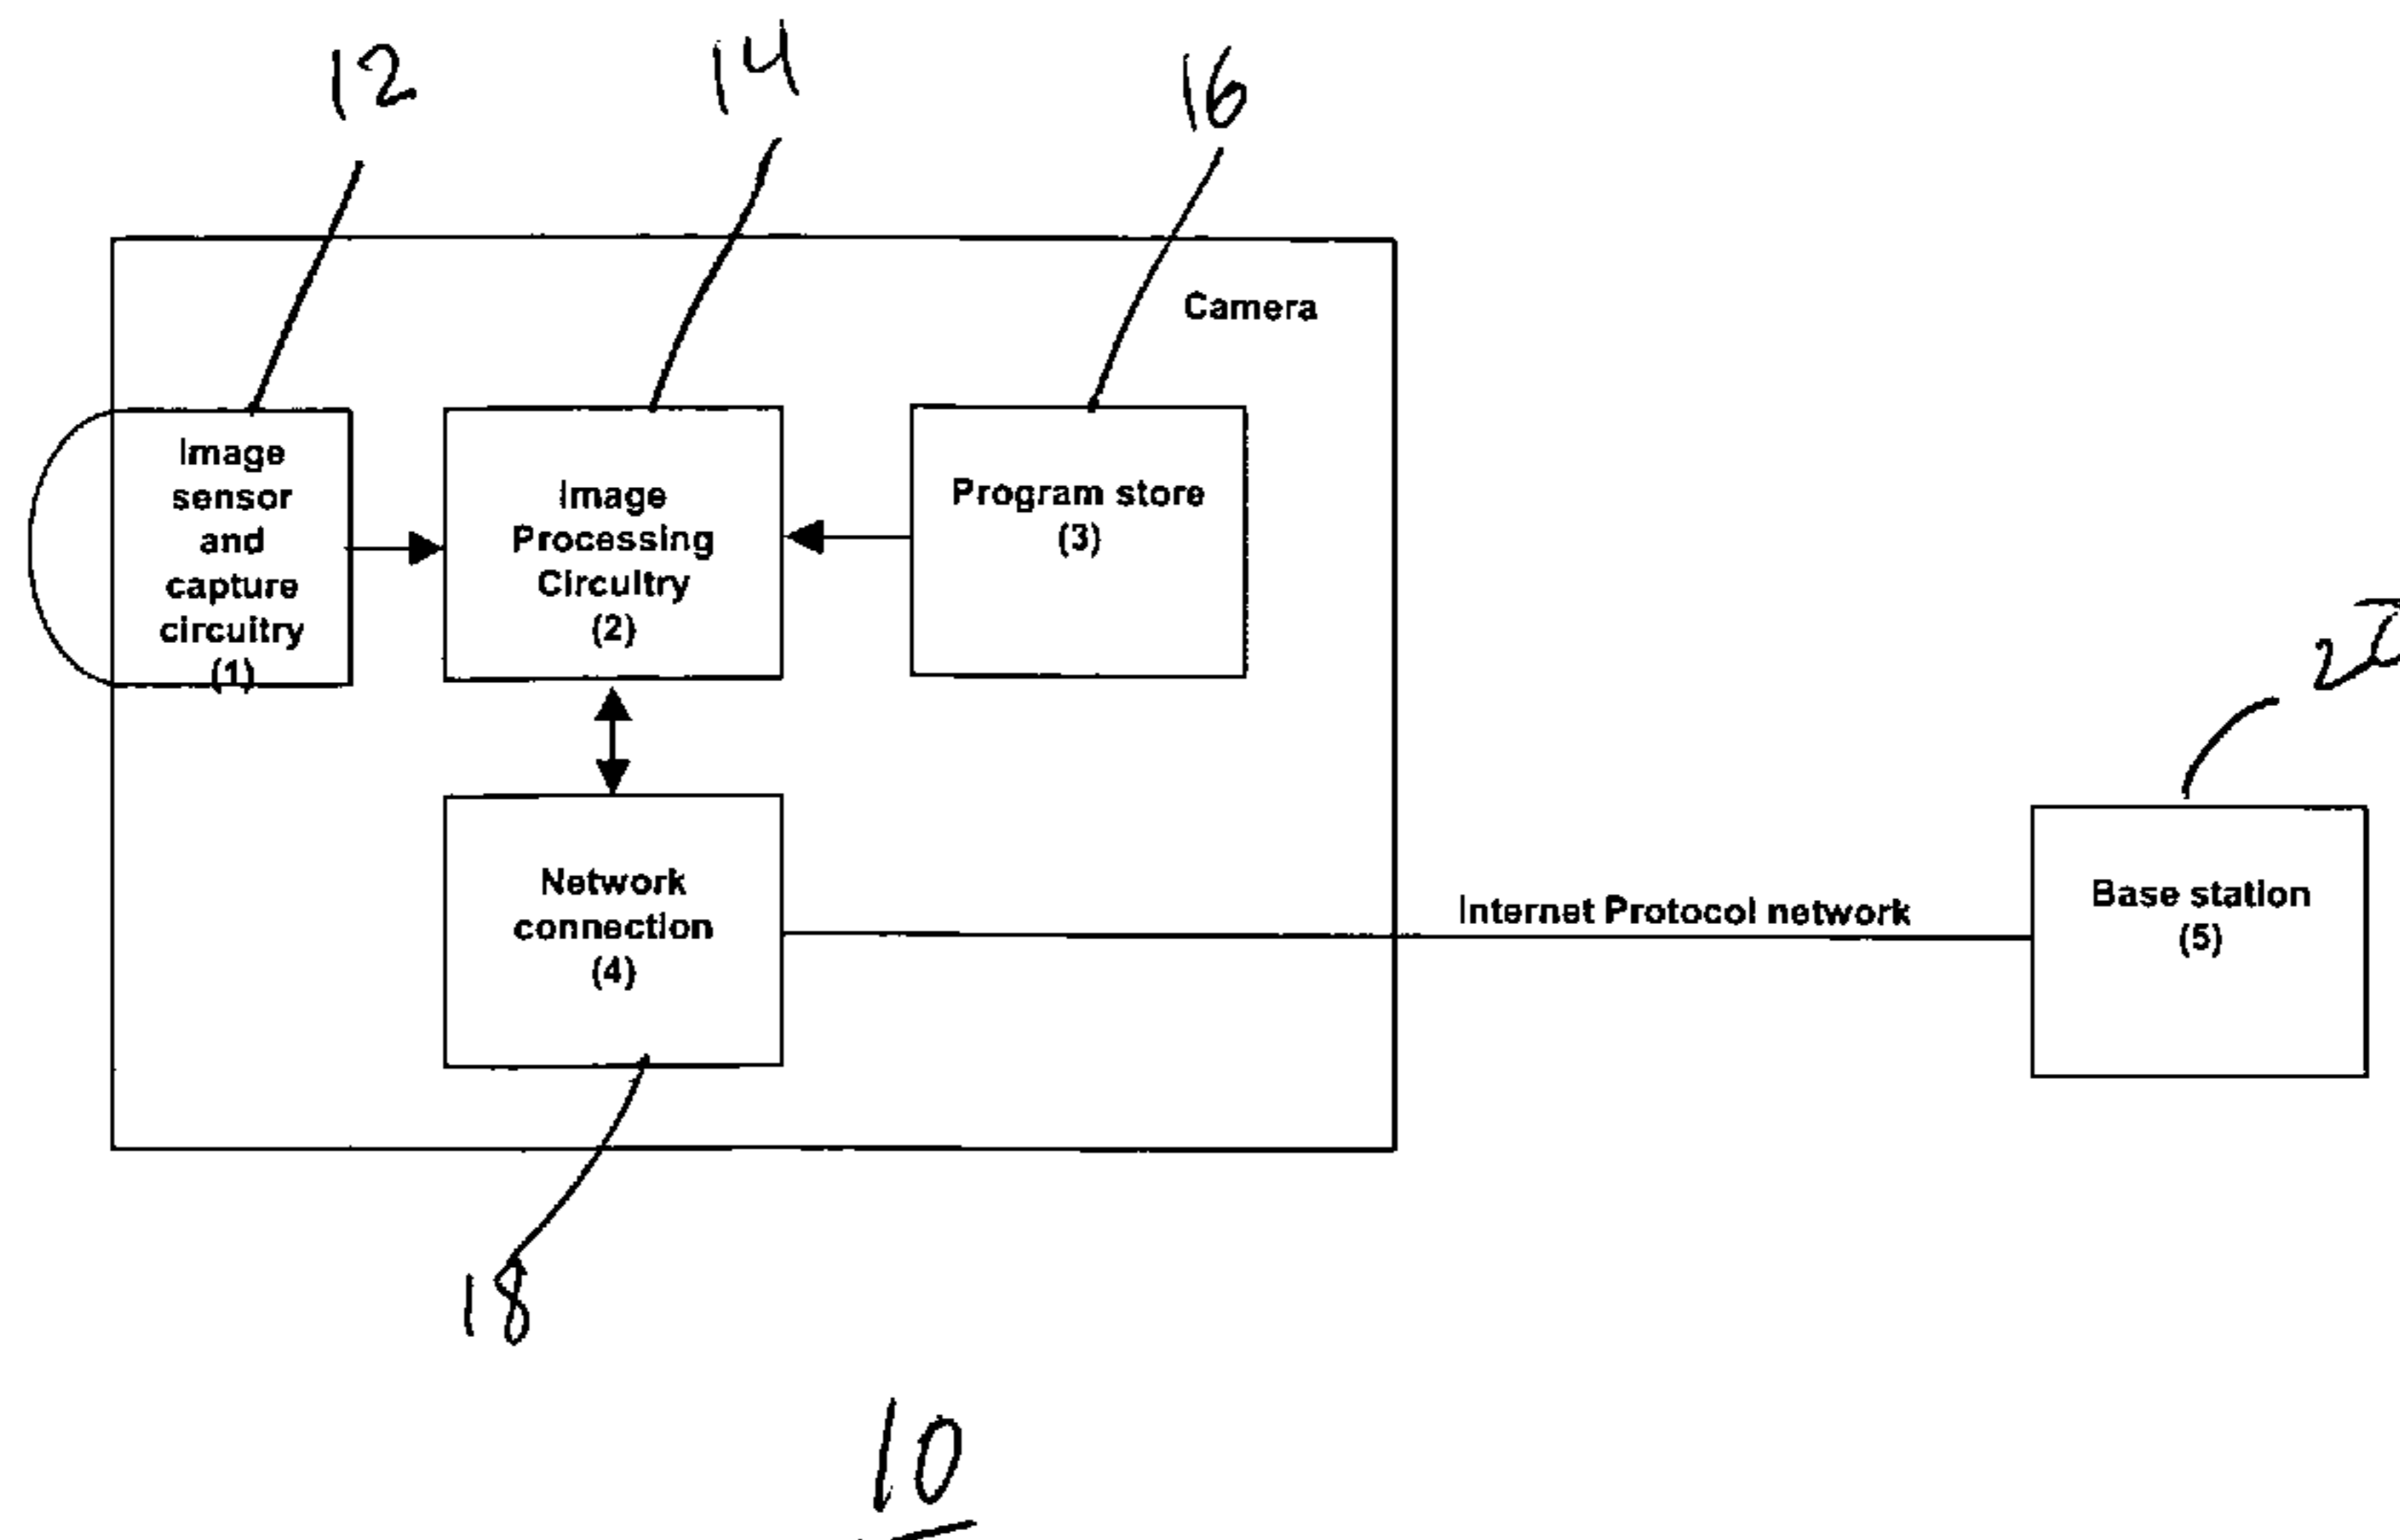 12
14
16
Camera
Image
sensor
and
capture
circuitry
(1)
Image
Processing
Circuitry
(2)
Program store
(3)
Network
connection
(4)
Internet Protocol network
Base station
(5)
18
10